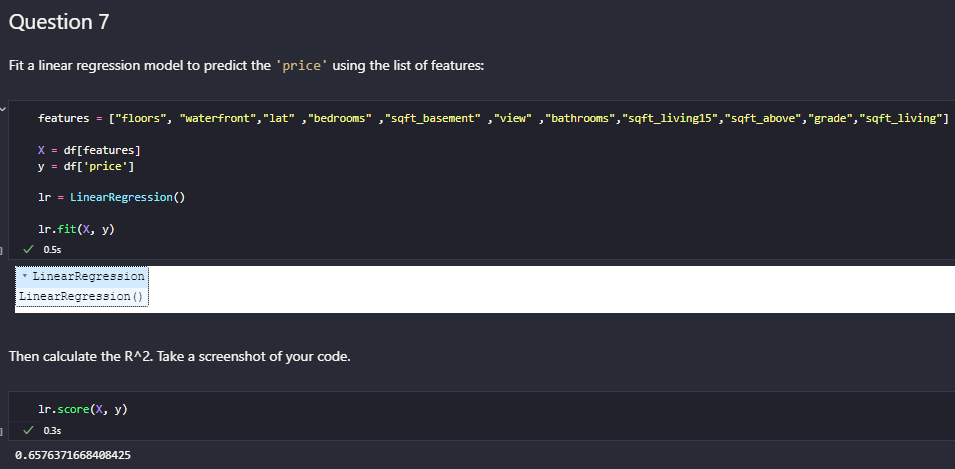 Question 7
Fit a linear regression model to predict the 'price' using the list of features:
features = ["floors", "waterfront","lat" ,"bedrooms" ,"sqft_basement" ,"view" ,"bathrooms","sqft_living15","sqft_above","grade","sqft_living"]
X = df[features]
y = df['price']
lr = LinearRegression()
lr.fit(X, y)
0.5s
LinearRegression
LinearRegression()
Then calculate the R^2. Take a screenshot of your code.
lr.score(X, y)
0.3s
0.6576371668408425